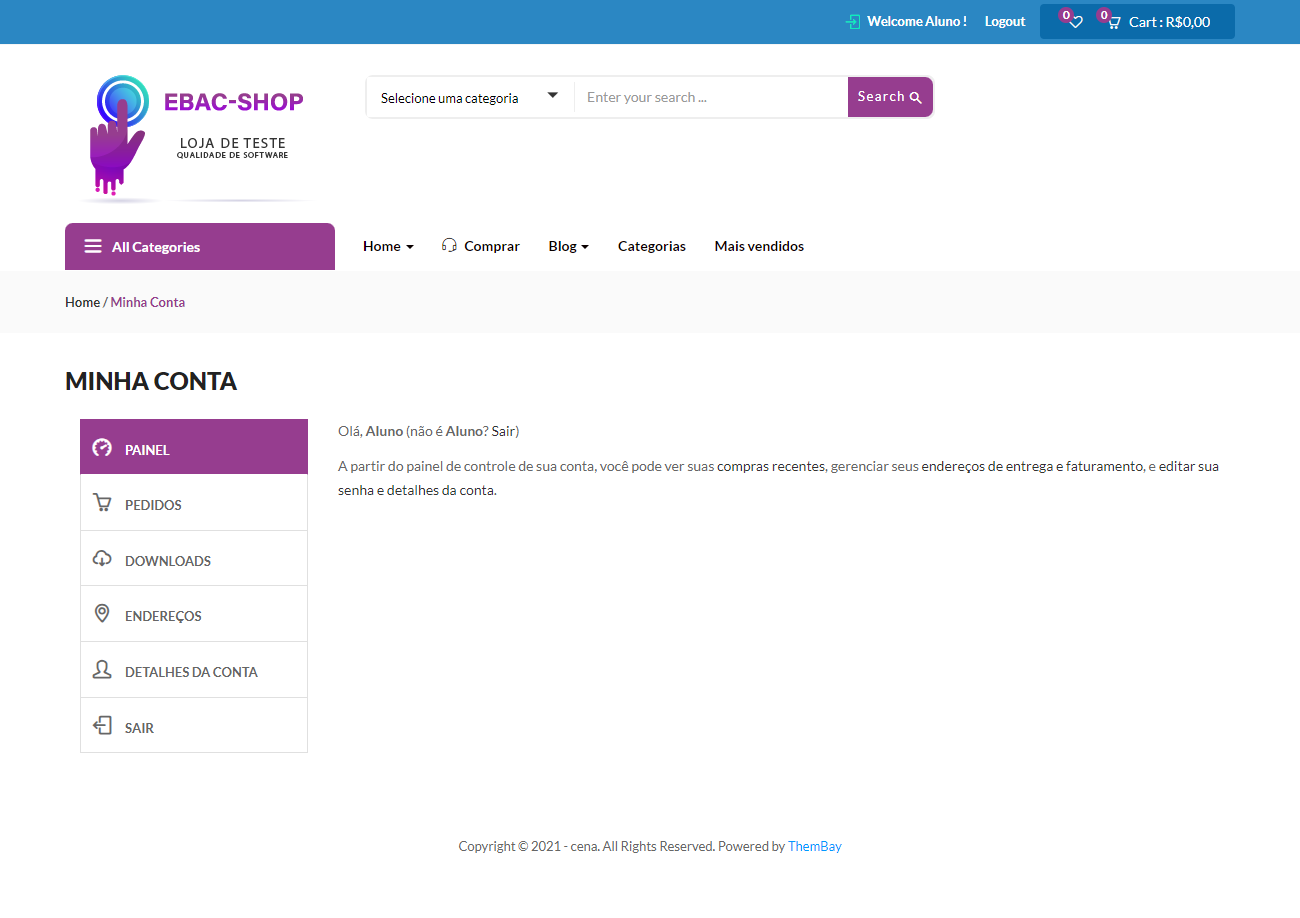 Welcome Aluno ! Logout 0 0 Cart : R$0,00
EBAC-SHOP
LOJA DE TESTE
QUALIDADE DE SOFTWARE
Selecione uma categoria Enter your search ... Search
All Categories Home Comprar Blog Categorias Mais vendidos
Home / Minha Conta
MINHA CONTA
PAINEL
PEDIDOS
DOWNLOADS
ENDEREÇOS
DETALHES DA CONTA
SAIR
Olá, Aluno (não é Aluno? Sair)
A partir do painel de controle de sua conta, você pode ver suas compras recentes, gerenciar seus endereços de entrega e faturamento, e editar sua
senha e detalhes da conta.
Copyright © 2021 - cena. All Rights Reserved. Powered by ThemBay